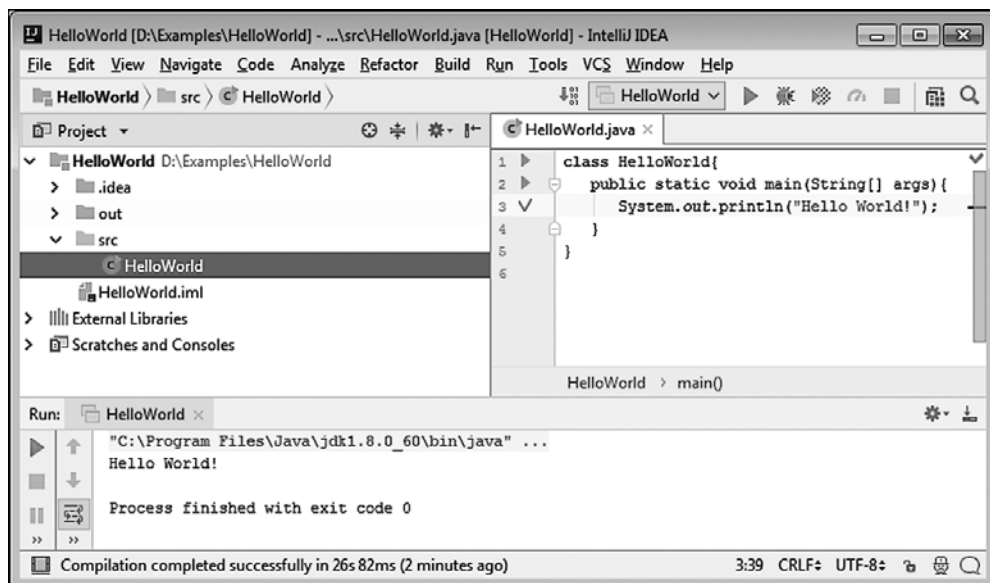 HelloWorld [D:\Examples\HelloWorld] - ...\src\HelloWorld.java [HelloWorld] - IntelliJ IDEA
File Edit View Navigate Code Analyze Refactor Build Run Tools VCS Window Help
HelloWorld src HelloWorld HelloWorld
Project
HelloWorld D:\Examples\HelloWorld
.idea
out
src
HelloWorld
HelloWorld.iml
External Libraries
Scratches and Consoles
HelloWorld.java
1 class HelloWorld{
2 public static void main(String[] args){
3 System.out.println("Hello World!");
4 }
5 }
6
HelloWorld > main()
Run: HelloWorld
"C:\Program Files\Java\jdk1.8.0_60\bin\java" ...
Hello World!
Process finished with exit code 0
Compilation completed successfully in 26s 82ms (2 minutes ago) 3:39 CRLF UTF-8